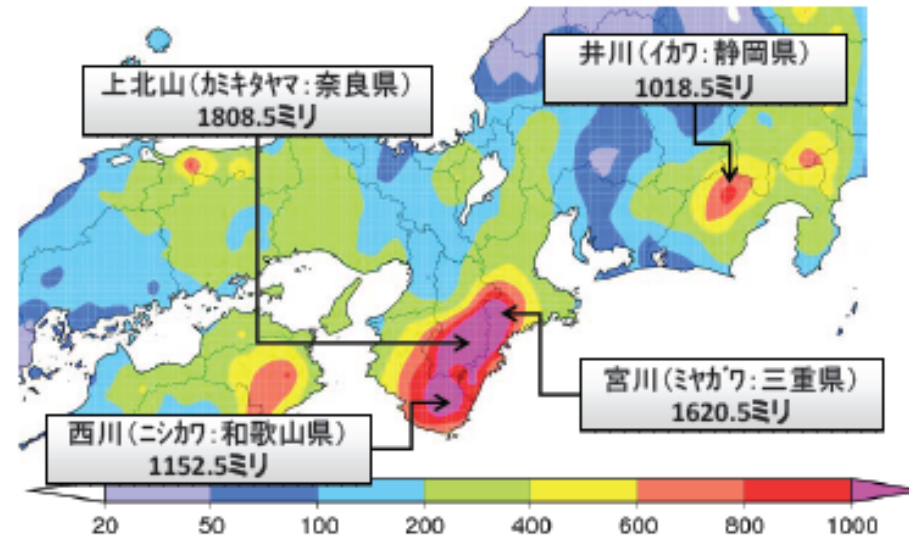 上北山(ｶﾐｷﾀﾔﾏ:奈良県)
1808.5ミリ
井川(ｲｶﾜ:静岡県)
1018.5ミリ
宮川(ﾐﾔｶﾞﾜ:三重県)
1620.5ミリ
西川(ﾆｼｶﾜ:和歌山県)
1152.5ミリ
20 50 100 200 400 600 800 1000